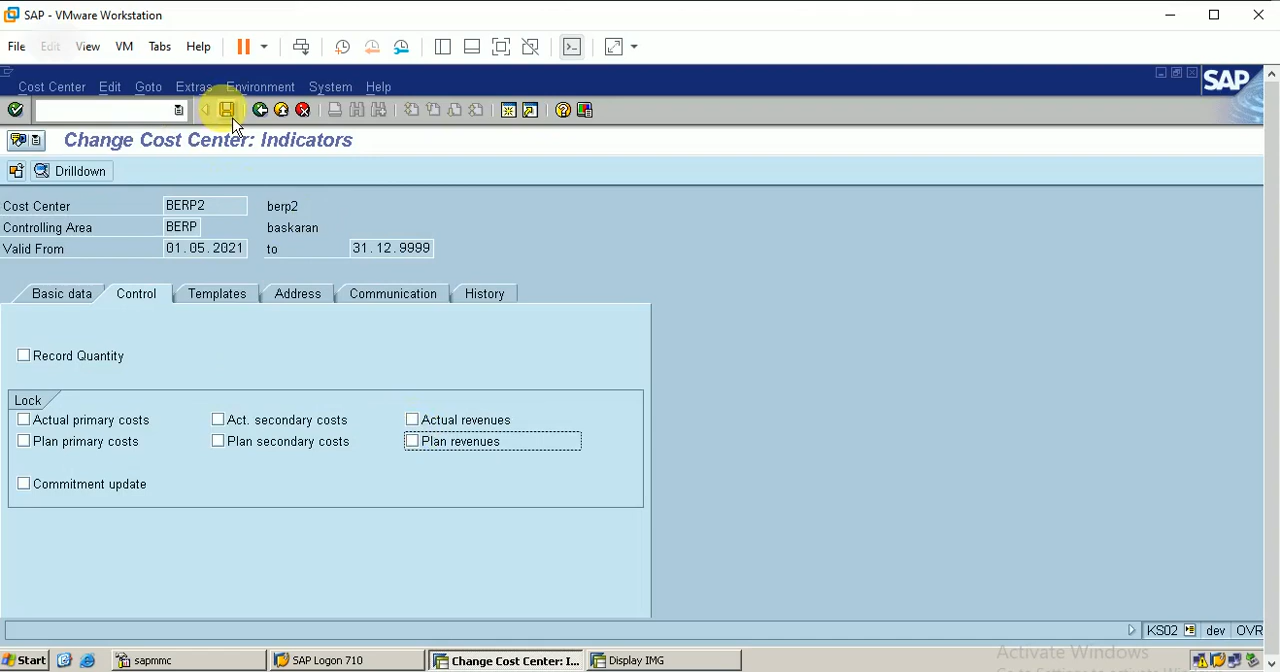 SAP - VMware Workstation
File Edit View VM Tabs Help
Cost Center Edit Goto Extras Environment System Help
SAP
Change Cost Center: Indicators
Drilldown
Cost Center BERP2 berp2
Controlling Area BERP baskaran
Valid From 01.05.2021 to 31.12.9999
Basic data Control Templates Address Communication History
Record Quantity
Lock
Actual primary costs Act. secondary costs Actual revenues
Plan primary costs Plan secondary costs Plan revenues
Commitment update
KS02 dev OVR
Activate Windows
Start sapmmc SAPLogon 710 Change Cost Center: I... Display IMG